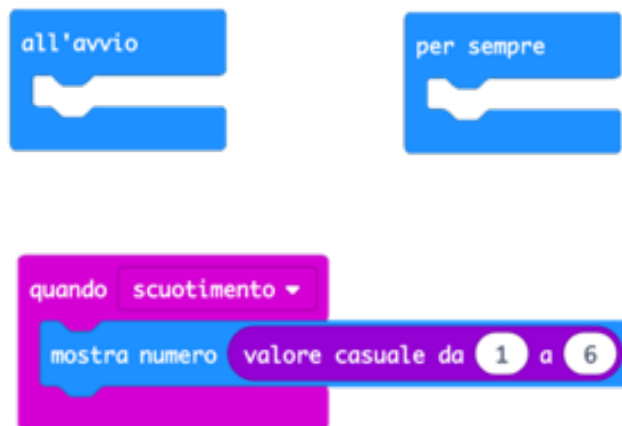 all'avvio
per sempre
quando scuotimento
mostra numero valore casuale da 1 a 6